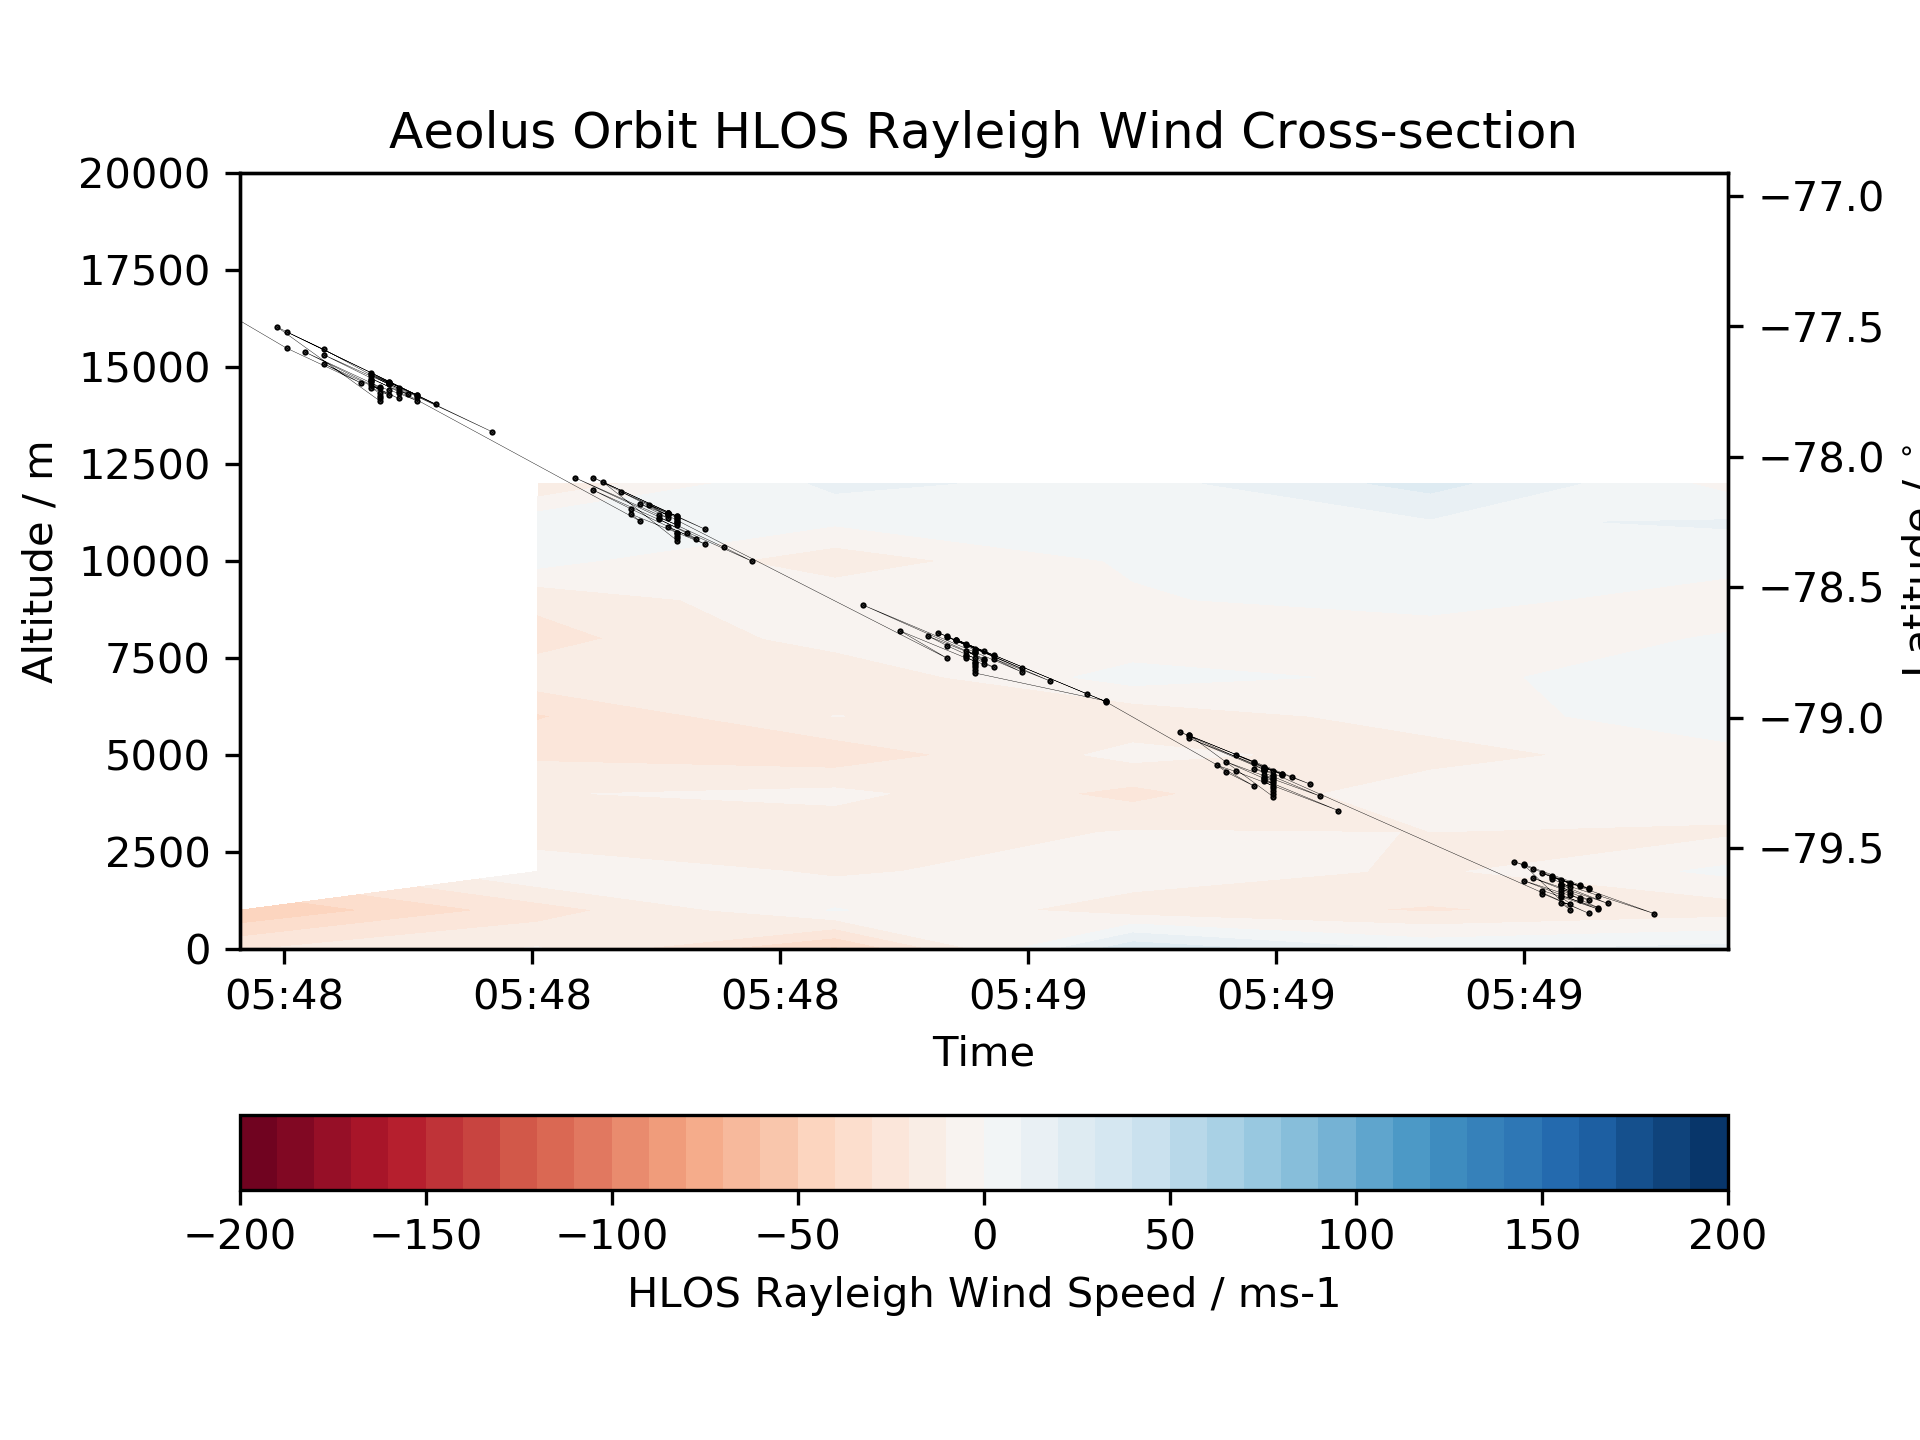 Aeolus Orbit HLOS Rayleigh Wind Cross-section
20000
17500
15000
12500
10000
7500
5000
2500
0
Altitude / m
−77.0
−77.5
−78.0
−78.5
−79.0
−79.5
Latitude / °
05:48 05:48 05:48 05:49 05:49 05:49
Time
−200 −150 −100 −50 0 50 100 150 200
HLOS Rayleigh Wind Speed / ms-1